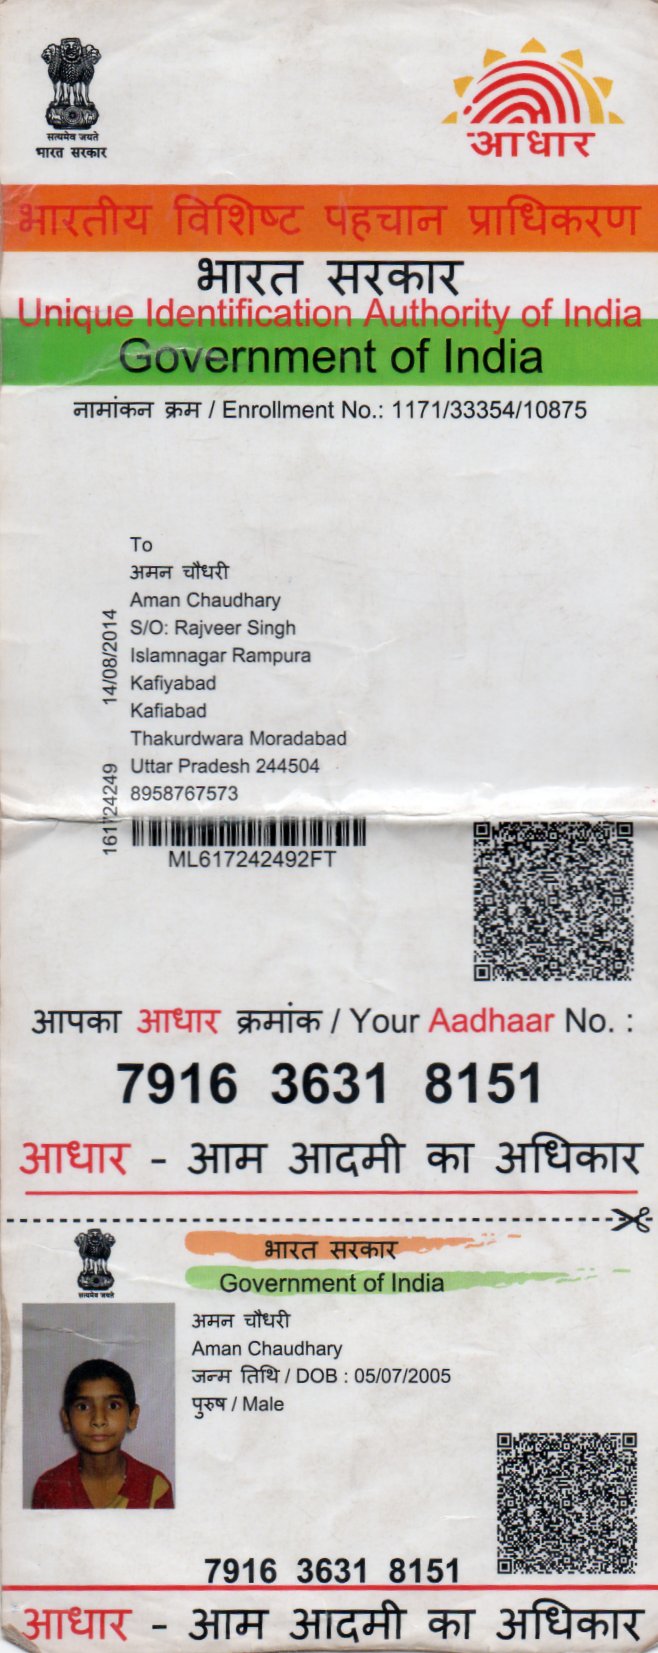 सत्यमेव जयते
भारत सरकार
आधार
भारतीय विशिष्ट पहचान प्राधिकरण
भारत सरकार
Unique Identification Authority of India
Government of India
नामांकन क्रम / Enrollment No.: 1171/33354/10875
To
अमन चौधरी
Aman Chaudhary
S/O: Rajveer Singh
Islamnagar Rampura
Kafiyabad
Kafiabad
Thakurdwara Moradabad
Uttar Pradesh 244504
8958767573
14/08/2014
ML617242492FT
आपका आधार क्रमांक / Your Aadhaar No. :
7916 3631 8151
आधार - आम आदमी का अधिकार
सत्यमेव जयते
भारत सरकार
Government of India
अमन चौधरी
Aman Chaudhary
जन्म तिथि / DOB : 05/07/2005
पुरुष / Male
7916 3631 8151
आधार - आम आदमी का अधिकार